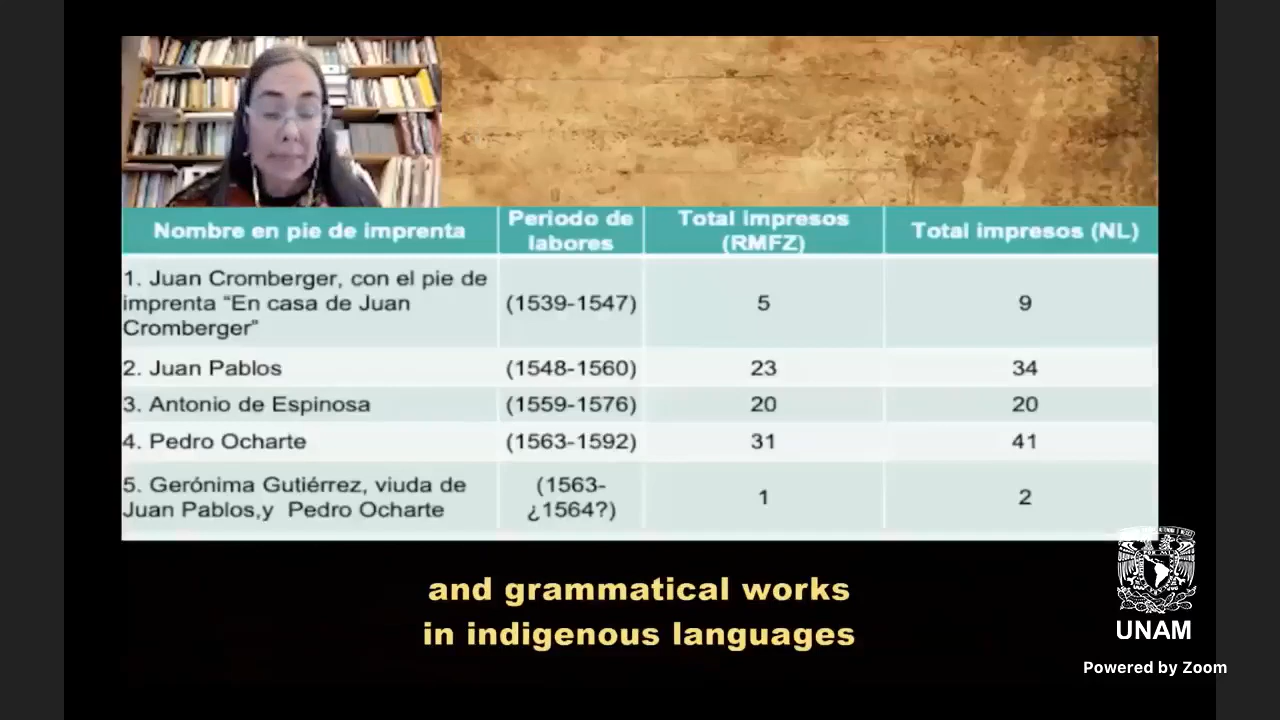 Nombre en pie de imprenta
Periodo de
labores
Total impresos
(RMFZ)
Total impresos (NL)
1. Juan Cromberger, con el pie de
imprenta "En casa de Juan
Cromberger"
(1539-1547)
5
9
2. Juan Pablos
(1548-1560)
23
34
3. Antonio de Espinosa
(1559-1576)
20
20
4. Pedro Ocharte
(1563-1592)
31
41
5. Gerónima Gutiérrez, viuda de
Juan Pablos,y Pedro Ocharte
(1563-
¿1564?)
1
2
and grammatical works
in indigenous languages
UNAM
Powered by Zoom